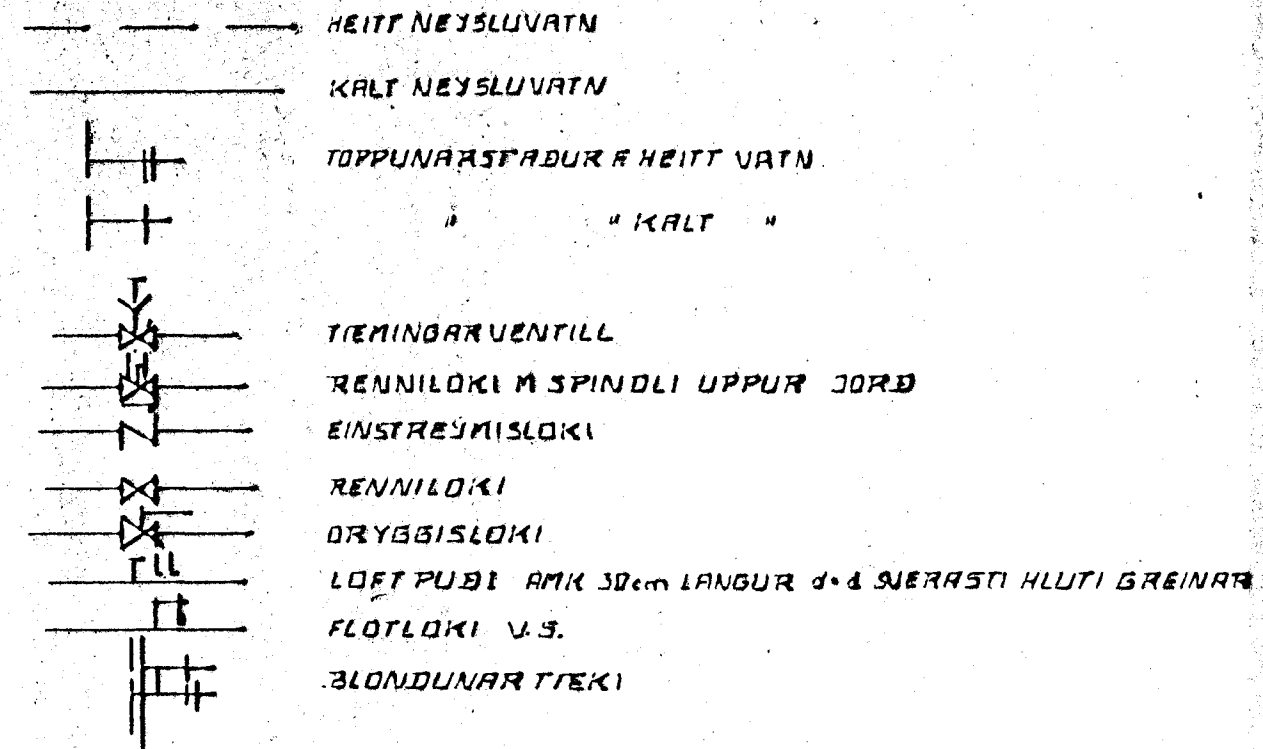 HEITT NEYSLUVATN
KALT NEYSLUVATN
TÖPPUNARSTAÐUR Á HEITT VATN.
" " KALT "
TÆMINGARVENTILL
RENNILOKI M SPINDLI UPPÚR JÖRÐ
EINSTREYMISLOKI
RENNILOKI
ÖRYGGISLOKI
LOFTPÚÐI AMK 30cm LANGUR d=d SVERASTI HLUTI GREINAR
FLOTLOKI V.S.
BLÖNDUNARTÆKI